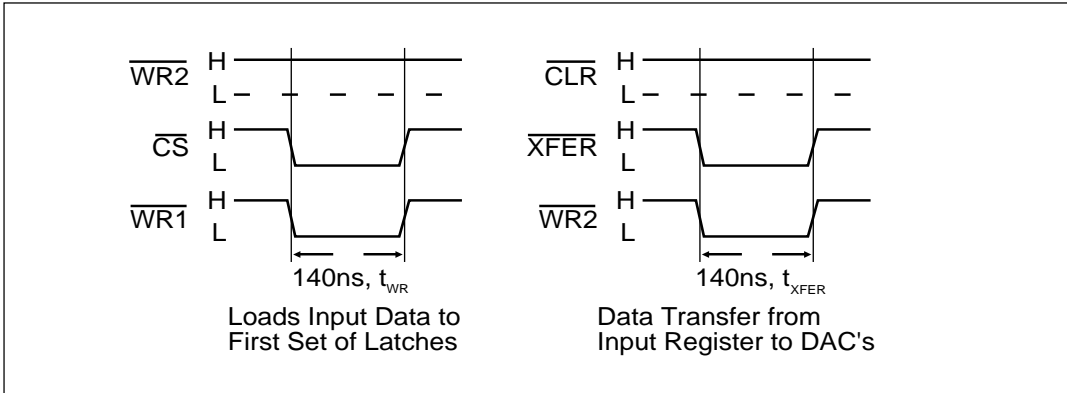 WR2 H
L
CS H
L
WR1 H
L
140ns, tWR
Loads Input Data to
First Set of Latches
CLR H
L
XFER H
L
WR2 H
L
140ns, tXFER
Data Transfer from
Input Register to DAC's